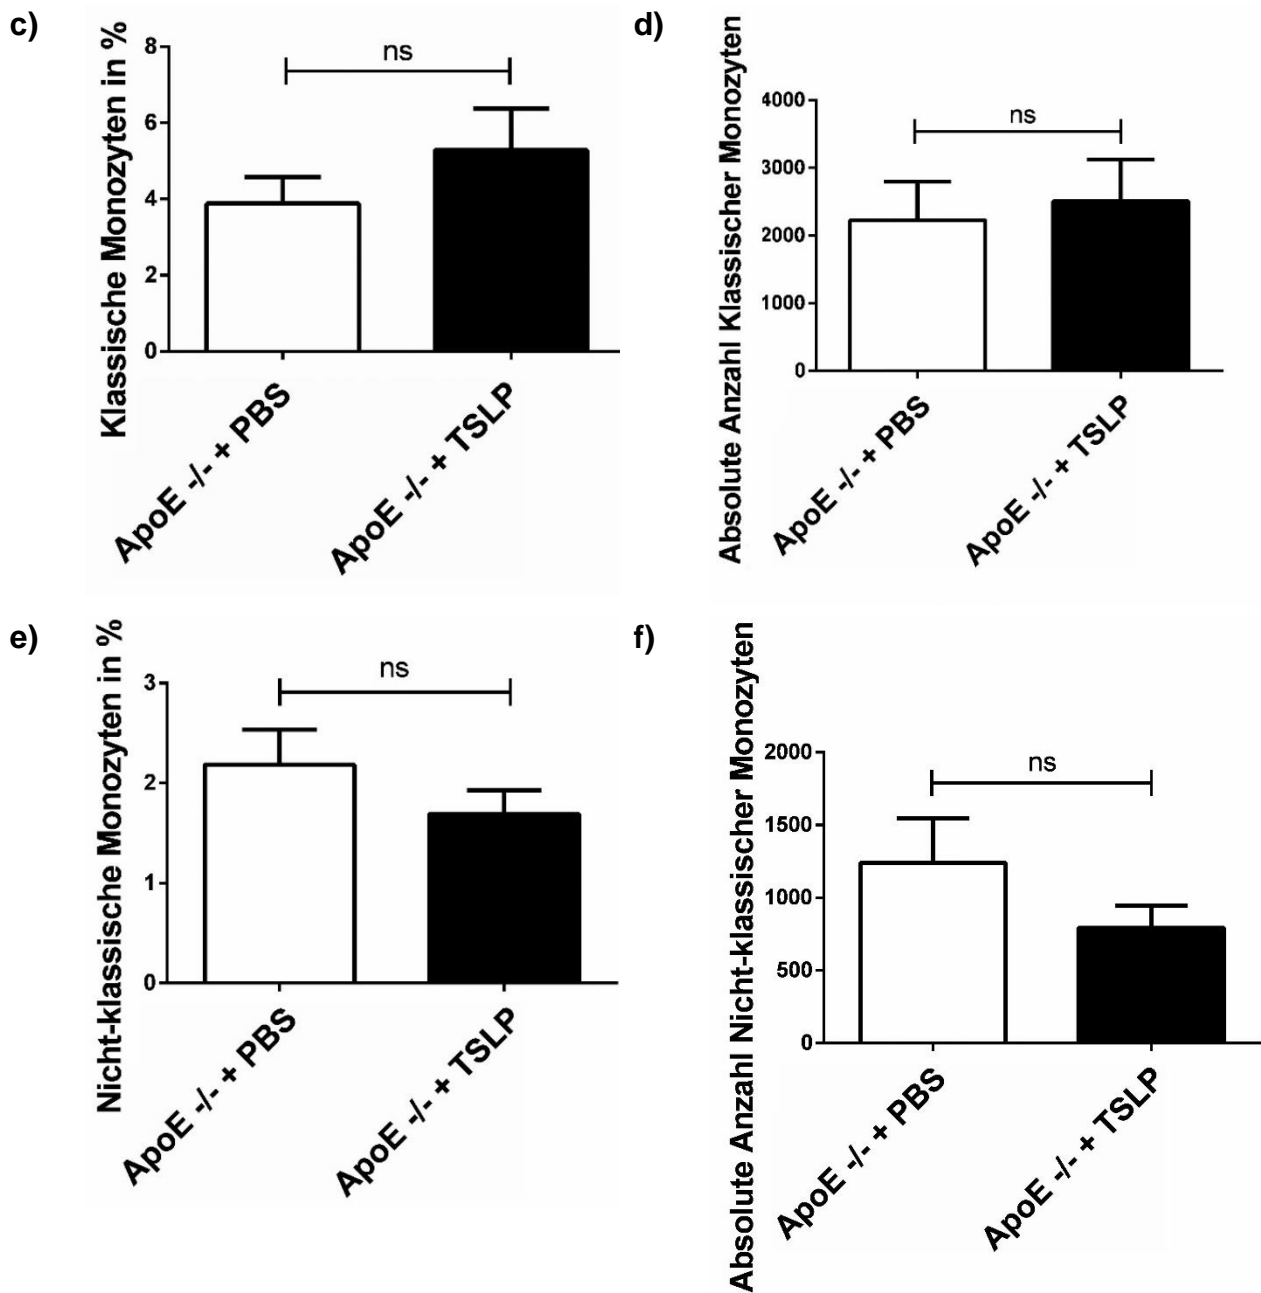 c)
Klassische Monozyten in %
8
6
4
2
0
ns
ApoE -/- + PBS
ApoE -/- + TSLP
d)
Absolute Anzahl Klassischer Monozyten
4000
3000
2000
1000
0
ns
ApoE -/- + PBS
ApoE -/- + TSLP
e)
Nicht-klassische Monozyten in %
3
2
1
0
ns
ApoE -/- + PBS
ApoE -/- + TSLP
f)
Absolute Anzahl Nicht-klassischer Monozyten
2000
1500
1000
500
0
ns
ApoE -/- + PBS
ApoE -/- + TSLP